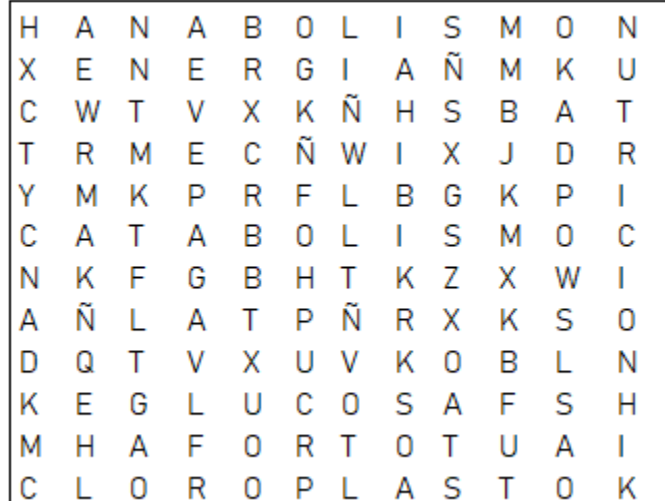 H A N A B O L I S M O N
X E N E R G I A Ñ M K U
C W T V X K Ñ H S B A T
T R M E C Ñ W I X J D R
Y M K P R F L B G K P I
C A T A B O L I S M O C
N K F G B H T K Z X W I
A Ñ L A T P Ñ R X K S O
D Q T V X U V K O B L N
K E G L U C O S A F S H
M H A F O R T O T U A I
C L O R O P L A S T O K